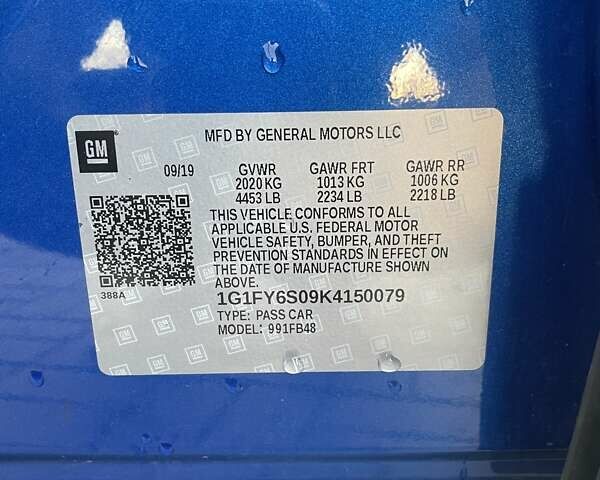 GM
MFD BY GENERAL MOTORS LLC
09/19 GVWR GAWR FRT GAWR RR
2020 KG 1013 KG 1006 KG
4453 LB 2234 LB 2218 LB
THIS VEHICLE CONFORMS TO ALL
APPLICABLE U.S. FEDERAL MOTOR
VEHICLE SAFETY, BUMPER, AND THEFT
PREVENTION STANDARDS IN EFFECT ON
THE DATE OF MANUFACTURE SHOWN
ABOVE.
388A
1G1FY6S09K4150079
TYPE: PASS CAR
MODEL: 991FB48